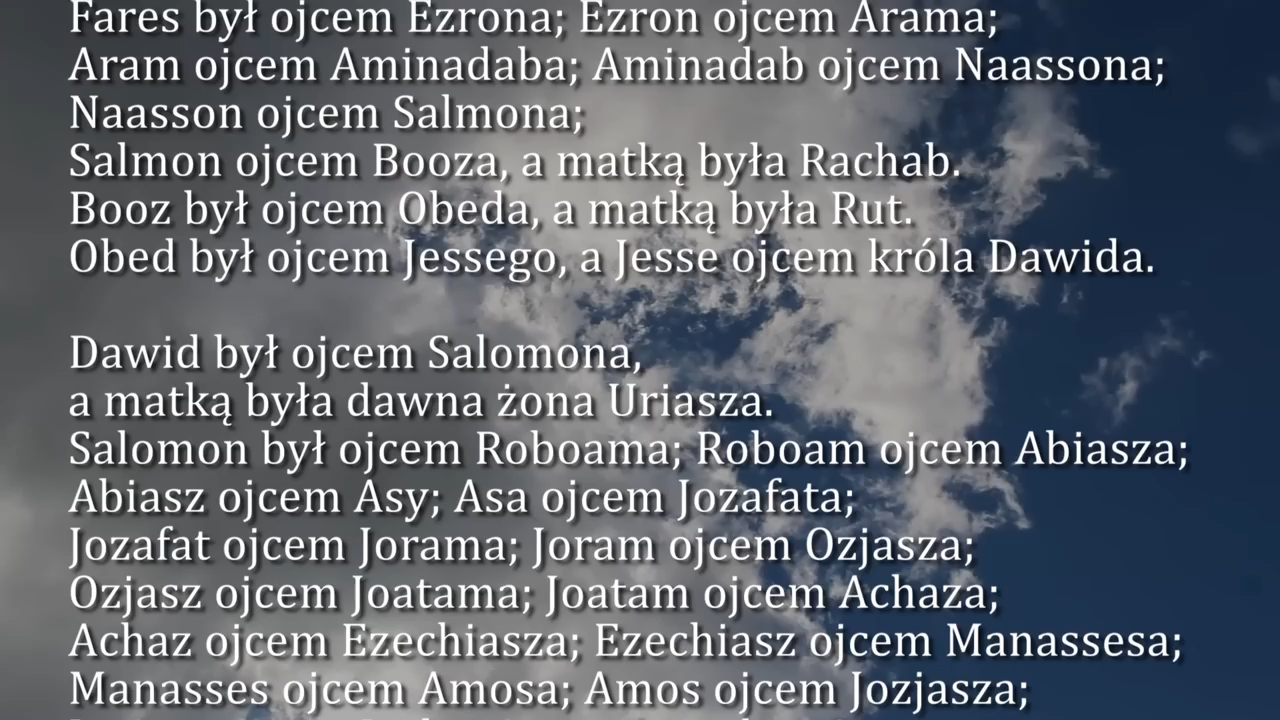 Fares był ojcem Ezrona; Ezron ojcem Arama;
Aram ojcem Aminadaba; Aminadab ojcem Naassona;
Naasson ojcem Salmona;
Salmon ojcem Booza, a matką była Rachab.
Booz był ojcem Obeda, a matką była Rut.
Obed był ojcem Jessego, a Jesse ojcem króla Dawida.
Dawid był ojcem Salomona,
a matką była dawna żona Uriasza.
Salomon był ojcem Roboama; Roboam ojcem Abiasza;
Abiasz ojcem Asy; Asa ojcem Jozafata;
Jozafat ojcem Jorama; Joram ojcem Ozjasza;
Ozjasz ojcem Joatama; Joatam ojcem Achaza;
Achaz ojcem Ezechiasza; Ezechiasz ojcem Manassesa;
Manasses ojcem Amosa; Amos ojcem Jozjasza;